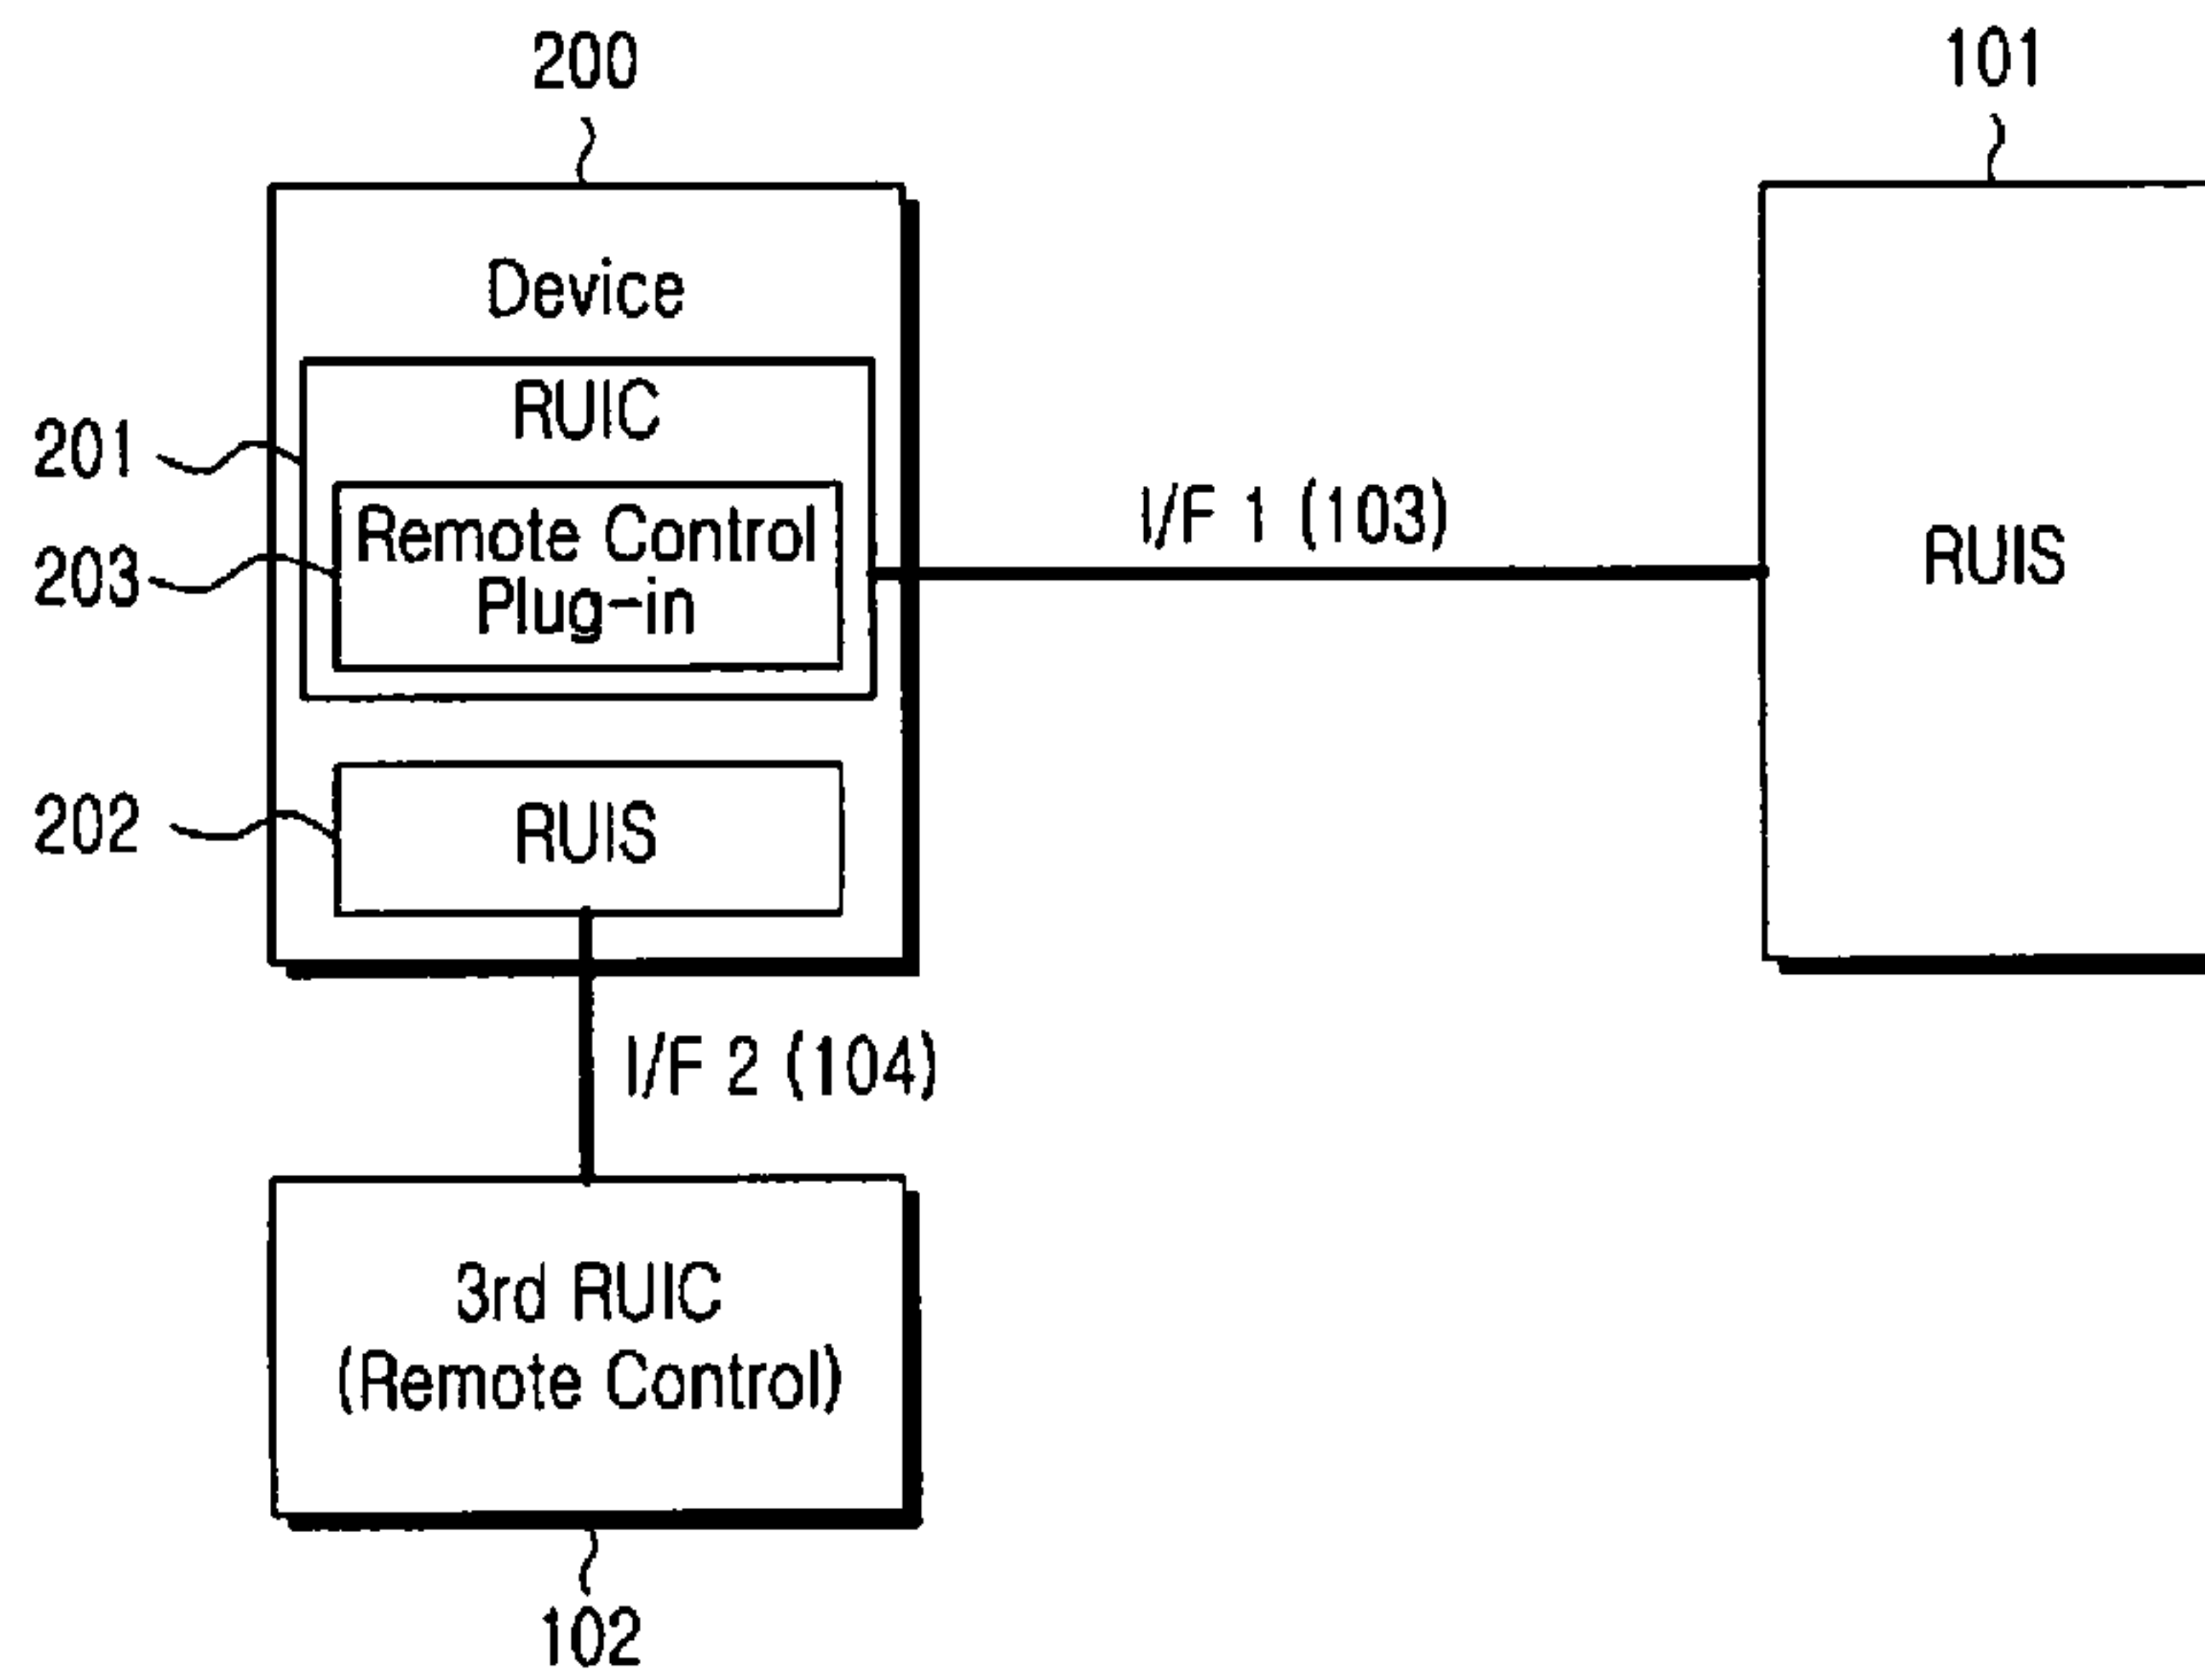 200
101
Device
RUIC
201
Remote Control
Plug-in
203
I/F 1 (103)
RUIS
202
RUIS
I/F 2 (104)
3rd RUIC
(Remote Control)
102